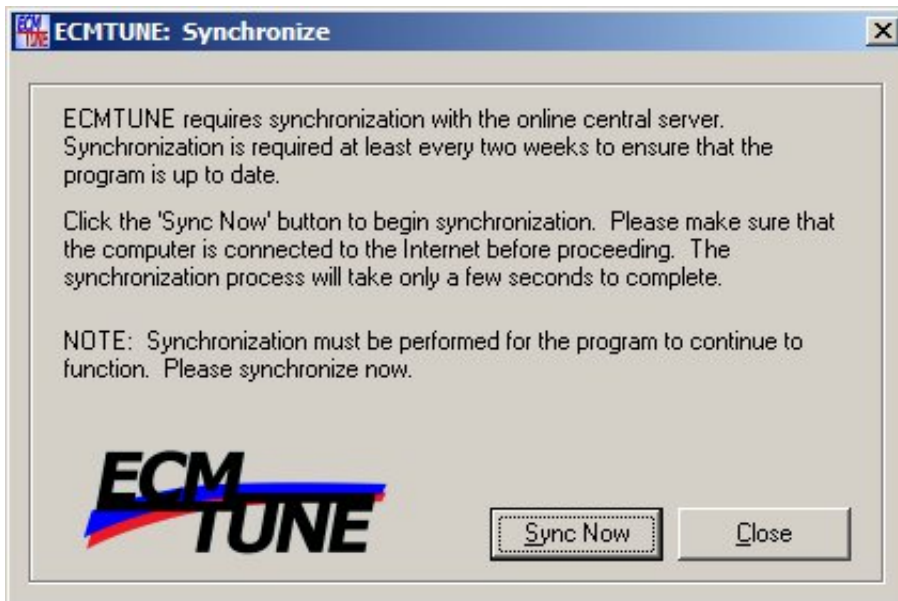 ECM
TUNE
ECMTUNE: Synchronize
ECMTUNE requires synchronization with the online central server.
Synchronization is required at least every two weeks to ensure that the
program is up to date.
Click the 'Sync Now' button to begin synchronization. Please make sure that
the computer is connected to the Internet before proceeding. The
synchronization process will take only a few seconds to complete.
NOTE: Synchronization must be performed for the program to continue to
function. Please synchronize now.
ECM
TUNE
Sync Now
Close